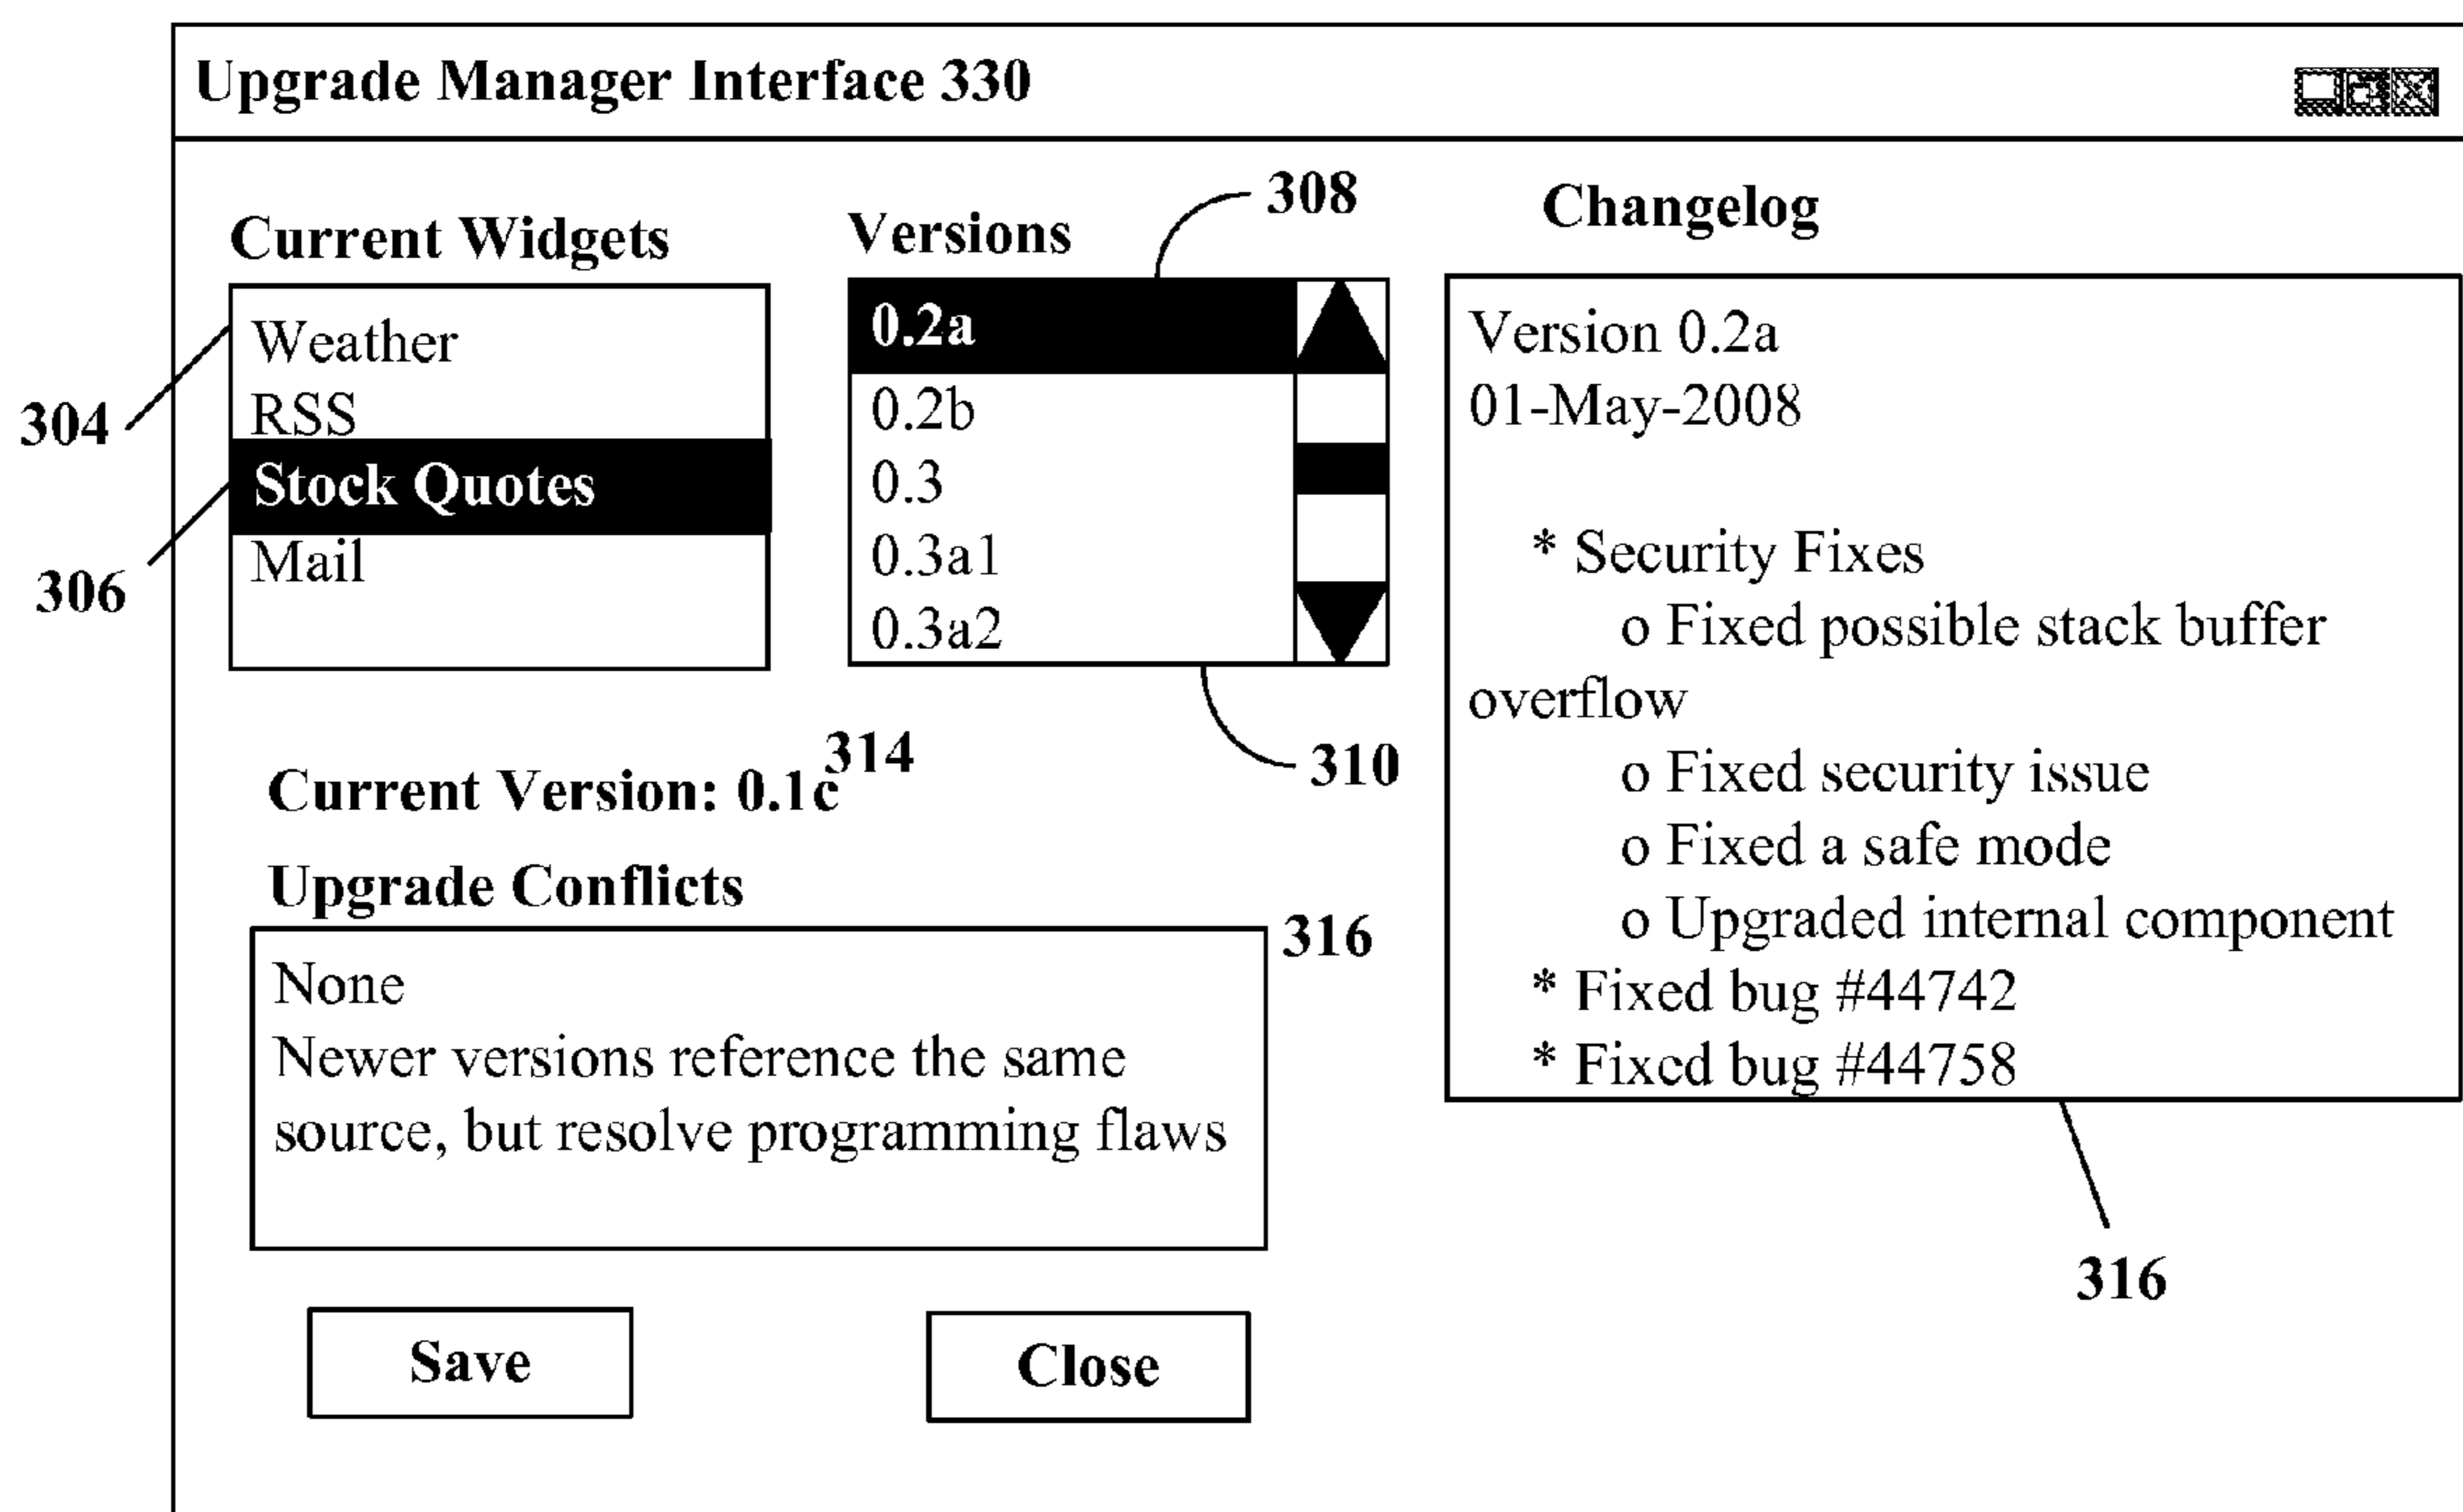 Upgrade Manager Interface 330
Current Widgets
304
Weather
RSS
306
Stock Quotes
Mail
Versions
308
0.2a
0.2b
0.3
0.3a1
0.3a2
310
Current Version: 0.1c
314
Upgrade Conflicts
316
None
Newer versions reference the same
source, but resolve programming flaws
Save
Close
Changelog
Version 0.2a
01-May-2008
* Security Fixes
o Fixed possible stack buffer
overflow
o Fixed security issue
o Fixed a safe mode
o Upgraded internal component
* Fixed bug #44742
* Fixed bug #44758
316